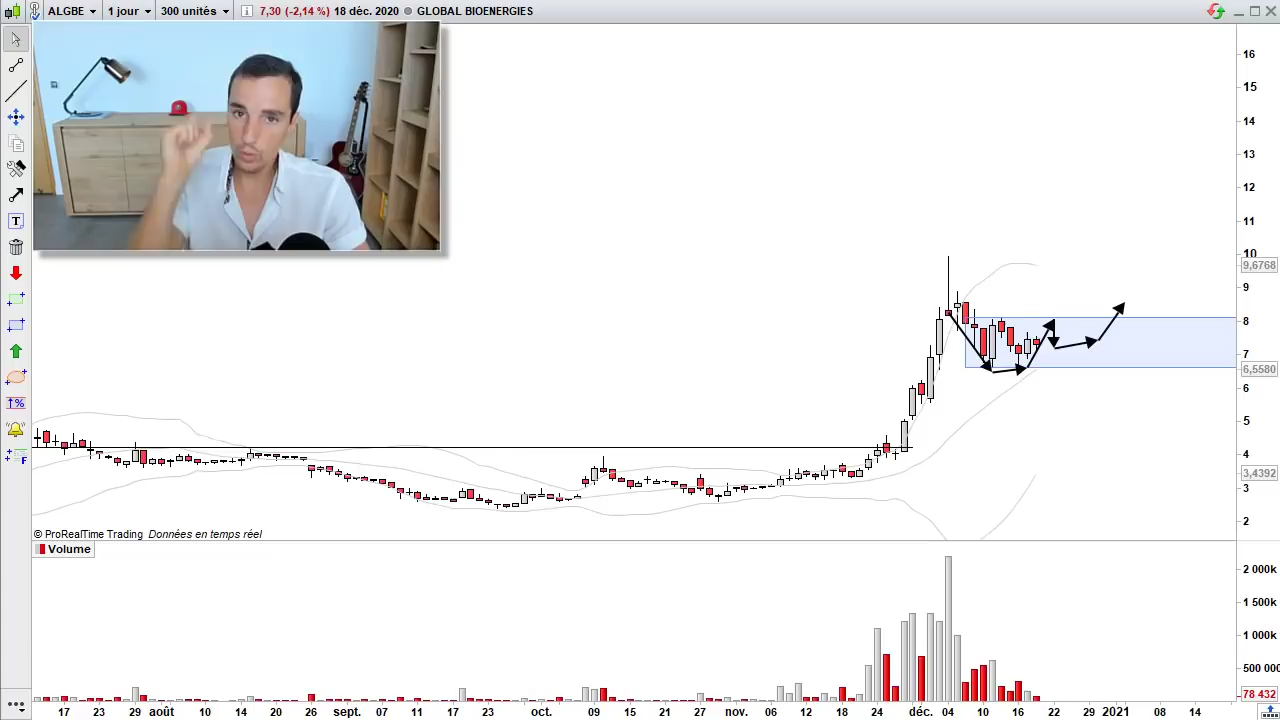 ALGBE 1 jour 300 unités 7,30 (-2,14 %) 18 déc. 2020 GLOBAL BIOENERGIES
16
15
14
13
12
11
10
9,6768
9
8
7
6,5580
6
5
4
3,4392
3
2
© ProRealTime Trading Données en temps réel
Volume
2 000k
1 500k
1 000k
500 000
78 432
17 23 29 août 10 14 20 26 sept. 07 11 17 23 oct. 09 15 21 27 nov. 06 12 18 24 déc. 04 10 16 22 29 2021 08 14